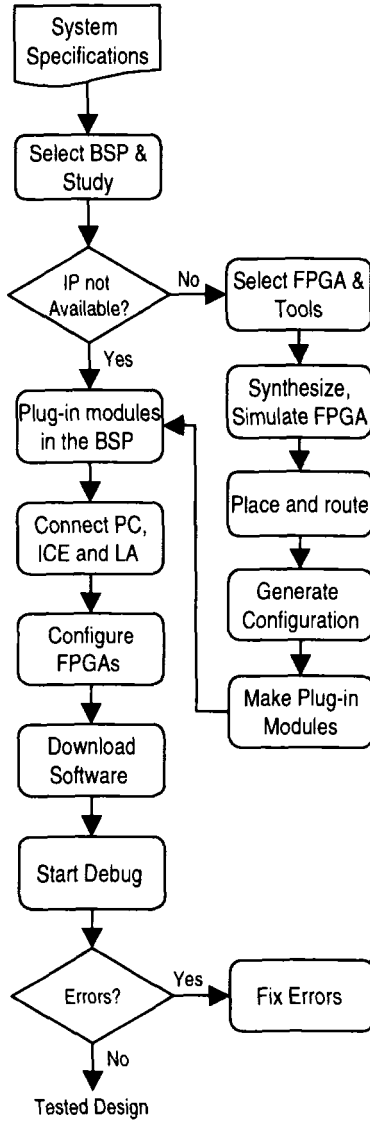 System
Specifications
Select BSP &
Study
IP not
Available?
No
Select FPGA &
Tools
Yes
Synthesize,
Simulate FPGA
Plug-in modules
in the BSP
Place and route
Connect PC,
ICE and LA
Generate
Configuration
Configure
FPGAs
Make Plug-in
Modules
Download
Software
Start Debug
Errors?
Yes
Fix Errors
No
Tested Design